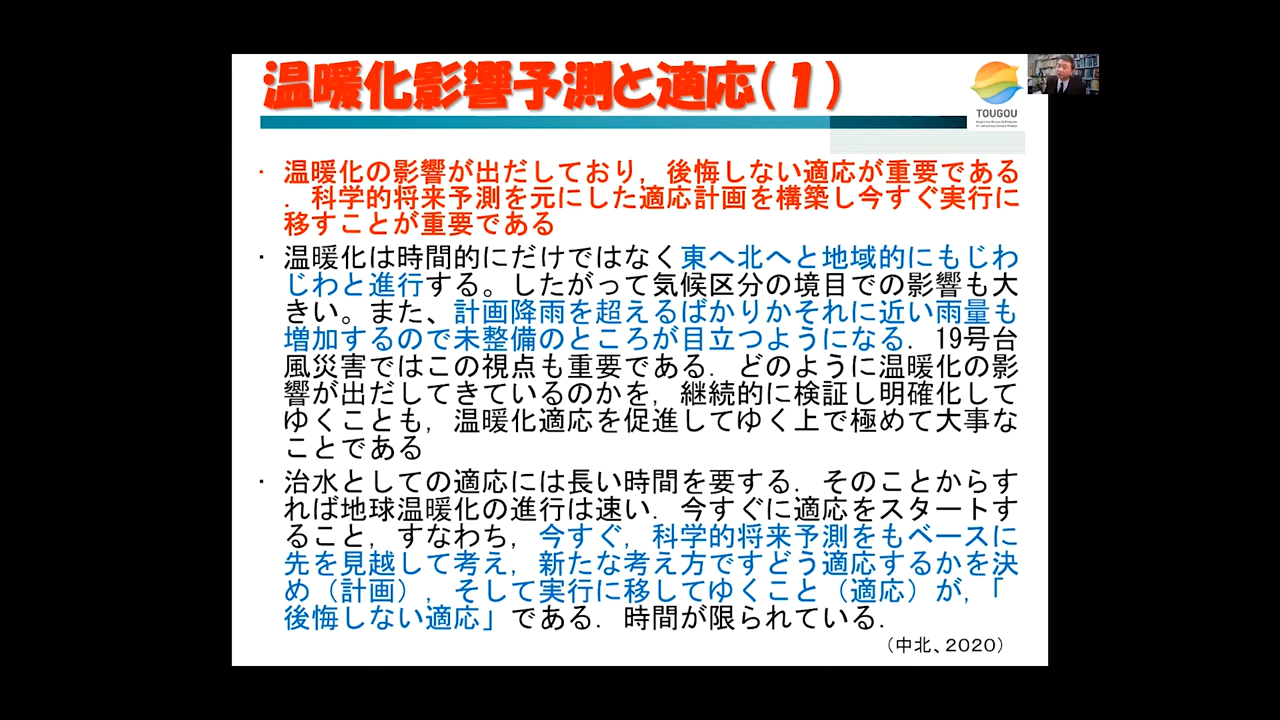 温暖化影響予測と適応（１）
TOUGOU
・温暖化の影響が出だしており，後悔しない適応が重要である
．科学的将来予測を元にした適応計画を構築し今すぐ実行に
移すことが重要である
・温暖化は時間的にだけではなく東へ北へと地域的にもじわ
じわと進行する。したがって気候区分の境目での影響も大
きい。また、計画降雨を超えるばかりかそれに近い雨量も
増加するので未整備のところが目立つようになる．19号台
風災害ではこの視点も重要である．どのように温暖化の影
響が出だしてきているのかを，継続的に検証し明確化して
ゆくことも，温暖化適応を促進してゆく上で極めて大事な
ことである
・治水としての適応には長い時間を要する．そのことからす
れば地球温暖化の進行は速い．今すぐに適応をスタートす
ること，すなわち，今すぐ，科学的将来予測をもベースに
先を見越して考え，新たな考え方ですどう適応するかを決
め（計画），そして実行に移してゆくこと（適応）が，「
後悔しない適応」である．時間が限られている．
（中北、2020）